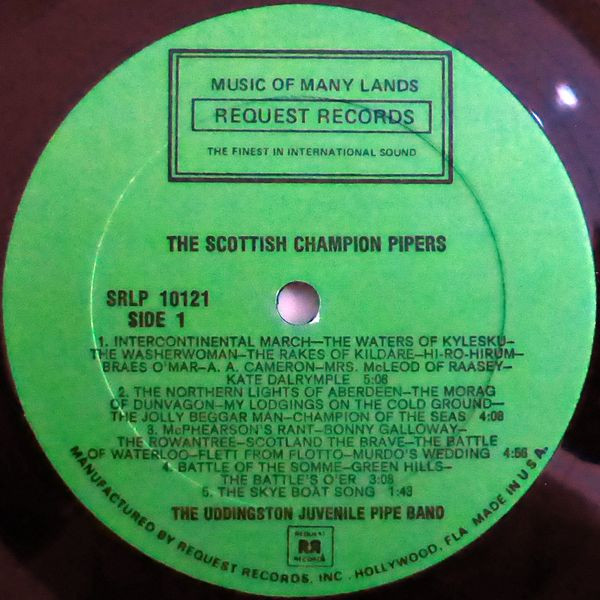 MUSIC OF MANY LANDS
REQUEST RECORDS
THE FINEST IN INTERNATIONAL SOUND
THE SCOTTISH CHAMPION PIPERS
SRLP 10121
SIDE 1
1. INTERCONTINENTAL MARCH—THE WATERS OF KYLESKU—
THE WASHERWOMAN—THE RAKES OF KILDARE—HI-RO-HIRUM—
BRAES O'MAR—A. A. CAMERON—MRS. McLEOD OF RAASEY—
KATE DALRYMPLE 5:08
2. THE NORTHERN LIGHTS OF ABERDEEN—THE MORAG
OF DUNVAGON—MY LODGINGS ON THE COLD GROUND—
THE JOLLY BEGGAR MAN—CHAMPION OF THE SEAS 4:08
3. McPHEARSON'S RANT—BONNY GALLOWAY—
THE ROWANTREE—SCOTLAND THE BRAVE—THE BATTLE
OF WATERLOO—FLETT FROM FLOTTO—MURDO'S WEDDING 4:56
4. BATTLE OF THE SOMME—GREEN HILLS—
THE BATTLE'S O'ER 3:08
5. THE SKYE BOAT SONG 1:43
THE UDDINGSTON JUVENILE PIPE BAND
REQUEST
RR
RECORDS
MANUFACTURED BY REQUEST RECORDS, INC. HOLLYWOOD, FLA MADE IN U.S.A.